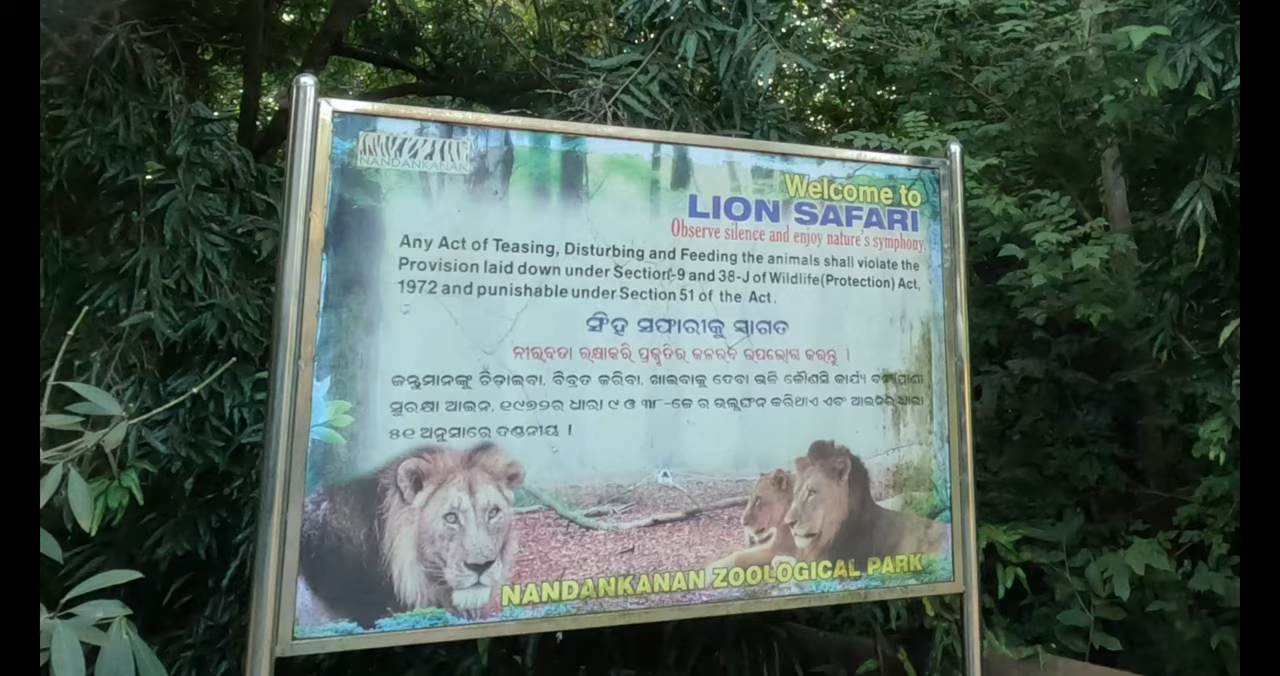 NANDANKANAN
Welcome to
LION SAFARI
Observe silence and enjoy nature's symphony.
Any Act of Teasing, Disturbing and Feeding the animals shall violate the
Provision laid down under Section-9 and 38-J of Wildlife(Protection) Act,
1972 and punishable under Section 51 of the Act.
ସିଂହ ସଫାରୀକୁ ସ୍ୱାଗତ
ନୀରବତା ରକ୍ଷାକରି ପ୍ରକୃତିର କଳରବ ଉପଭୋଗ କରନ୍ତୁ ।
ଜନ୍ତୁମାନଙ୍କୁ ଚିଡ଼ାଇବା, ବିବ୍ରତ କରିବା, ଖାଇବାକୁ ଦେବା ଭଳି କୌଣସି କାର୍ଯ୍ୟ
ସୁରକ୍ଷା ଆଇନ, ୧୯୭୨ର ଧାରା ୯ ଓ ୩୮-ଜେ ର ଉଲ୍ଲଙ୍ଘନ କରିଥାଏ ଏବଂ ଆଇନର ଧାରା
୫୧ ଅନୁସାରେ ଦଣ୍ଡନୀୟ ।
NANDANKANAN ZOOLOGICAL PARK